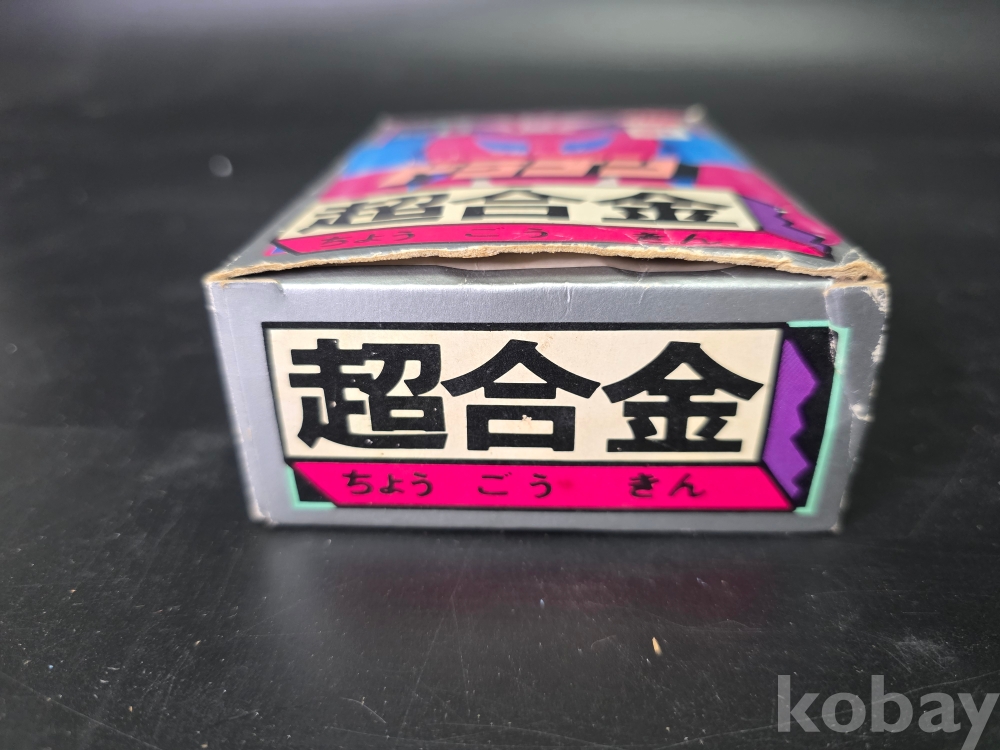 超合金
ちょう ごう きん
超合金
ちょう ごう きん
kobay